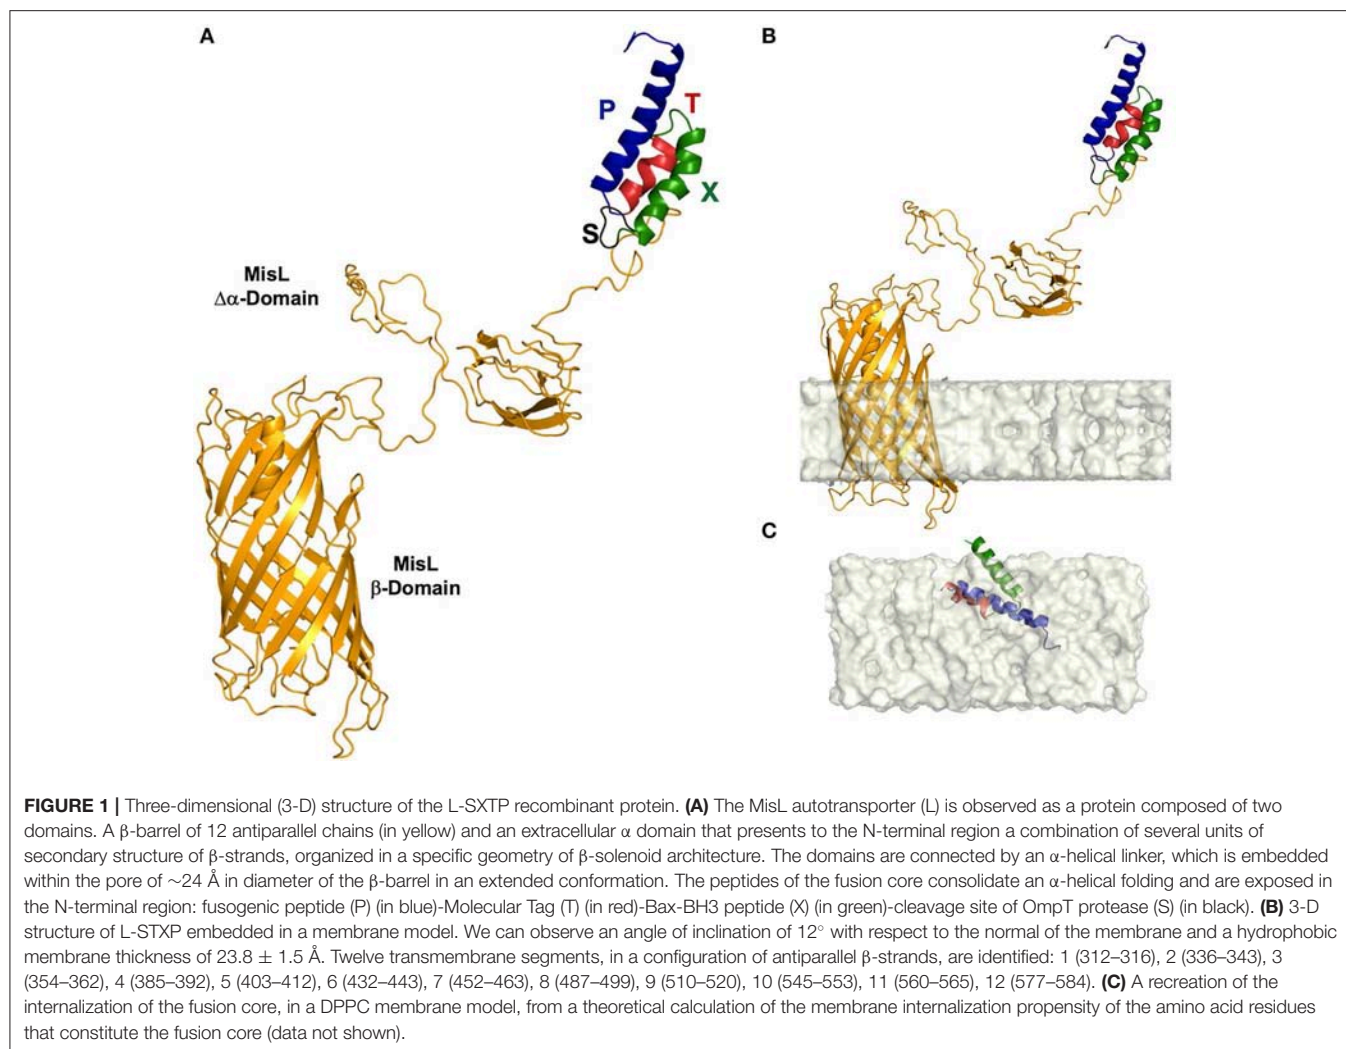 A
B
P
T
X
S
MisL
Δα-Domain
MisL
β-Domain
C
FIGURE 1 | Three-dimensional (3-D) structure of the L-SXTP recombinant protein. (A) The MisL autotransporter (L) is observed as a protein composed of two
domains. A β-barrel of 12 antiparallel chains (in yellow) and an extracellular α domain that presents to the N-terminal region a combination of several units of
secondary structure of β-strands, organized in a specific geometry of β-solenoid architecture. The domains are connected by an α-helical linker, which is embedded
within the pore of ∼24 Å in diameter of the β-barrel in an extended conformation. The peptides of the fusion core consolidate an α-helical folding and are exposed in
the N-terminal region: fusogenic peptide (P) (in blue)-Molecular Tag (T) (in red)-Bax-BH3 peptide (X) (in green)-cleavage site of OmpT protease (S) (in black). (B) 3-D
structure of L-STXP embedded in a membrane model. We can observe an angle of inclination of 12° with respect to the normal of the membrane and a hydrophobic
membrane thickness of 23.8 ± 1.5 Å. Twelve transmembrane segments, in a configuration of antiparallel β-strands, are identified: 1 (312–316), 2 (336–343), 3
(354–362), 4 (385–392), 5 (403–412), 6 (432–443), 7 (452–463), 8 (487–499), 9 (510–520), 10 (545–553), 11 (560–565), 12 (577–584). (C) A recreation of the
internalization of the fusion core, in a DPPC membrane model, from a theoretical calculation of the membrane internalization propensity of the amino acid residues
that constitute the fusion core (data not shown).